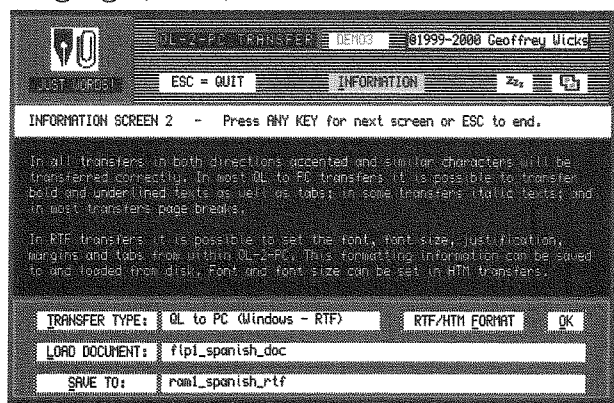 QL-2-PC TRANSFER DEMO3 ©1999-2000 Geoffrey Wicks
JUST WORDS! ESC = QUIT INFORMATION Zzz
INFORMATION SCREEN 2 - Press ANY KEY for next screen or ESC to end.
In all transfers in both directions accented and similar characters will be
transferred correctly. In most QL to PC transfers it is possible to transfer
bold and underlined texts as well as tabs; in some transfers italic texts; and
in most transfers page breaks.
In RTF transfers it is possible to set the font, font size, justification,
margins and tabs from within QL-2-PC. This formatting information can be saved
to and loaded from disk. Font and font size can be set in HTM transfers.
TRANSFER TYPE: QL to PC (Windows - RTF) RTF/HTM FORMAT OK
LOAD DOCUMENT: flp1_spanish_doc
SAVE TO: ram1_spanish_rtf